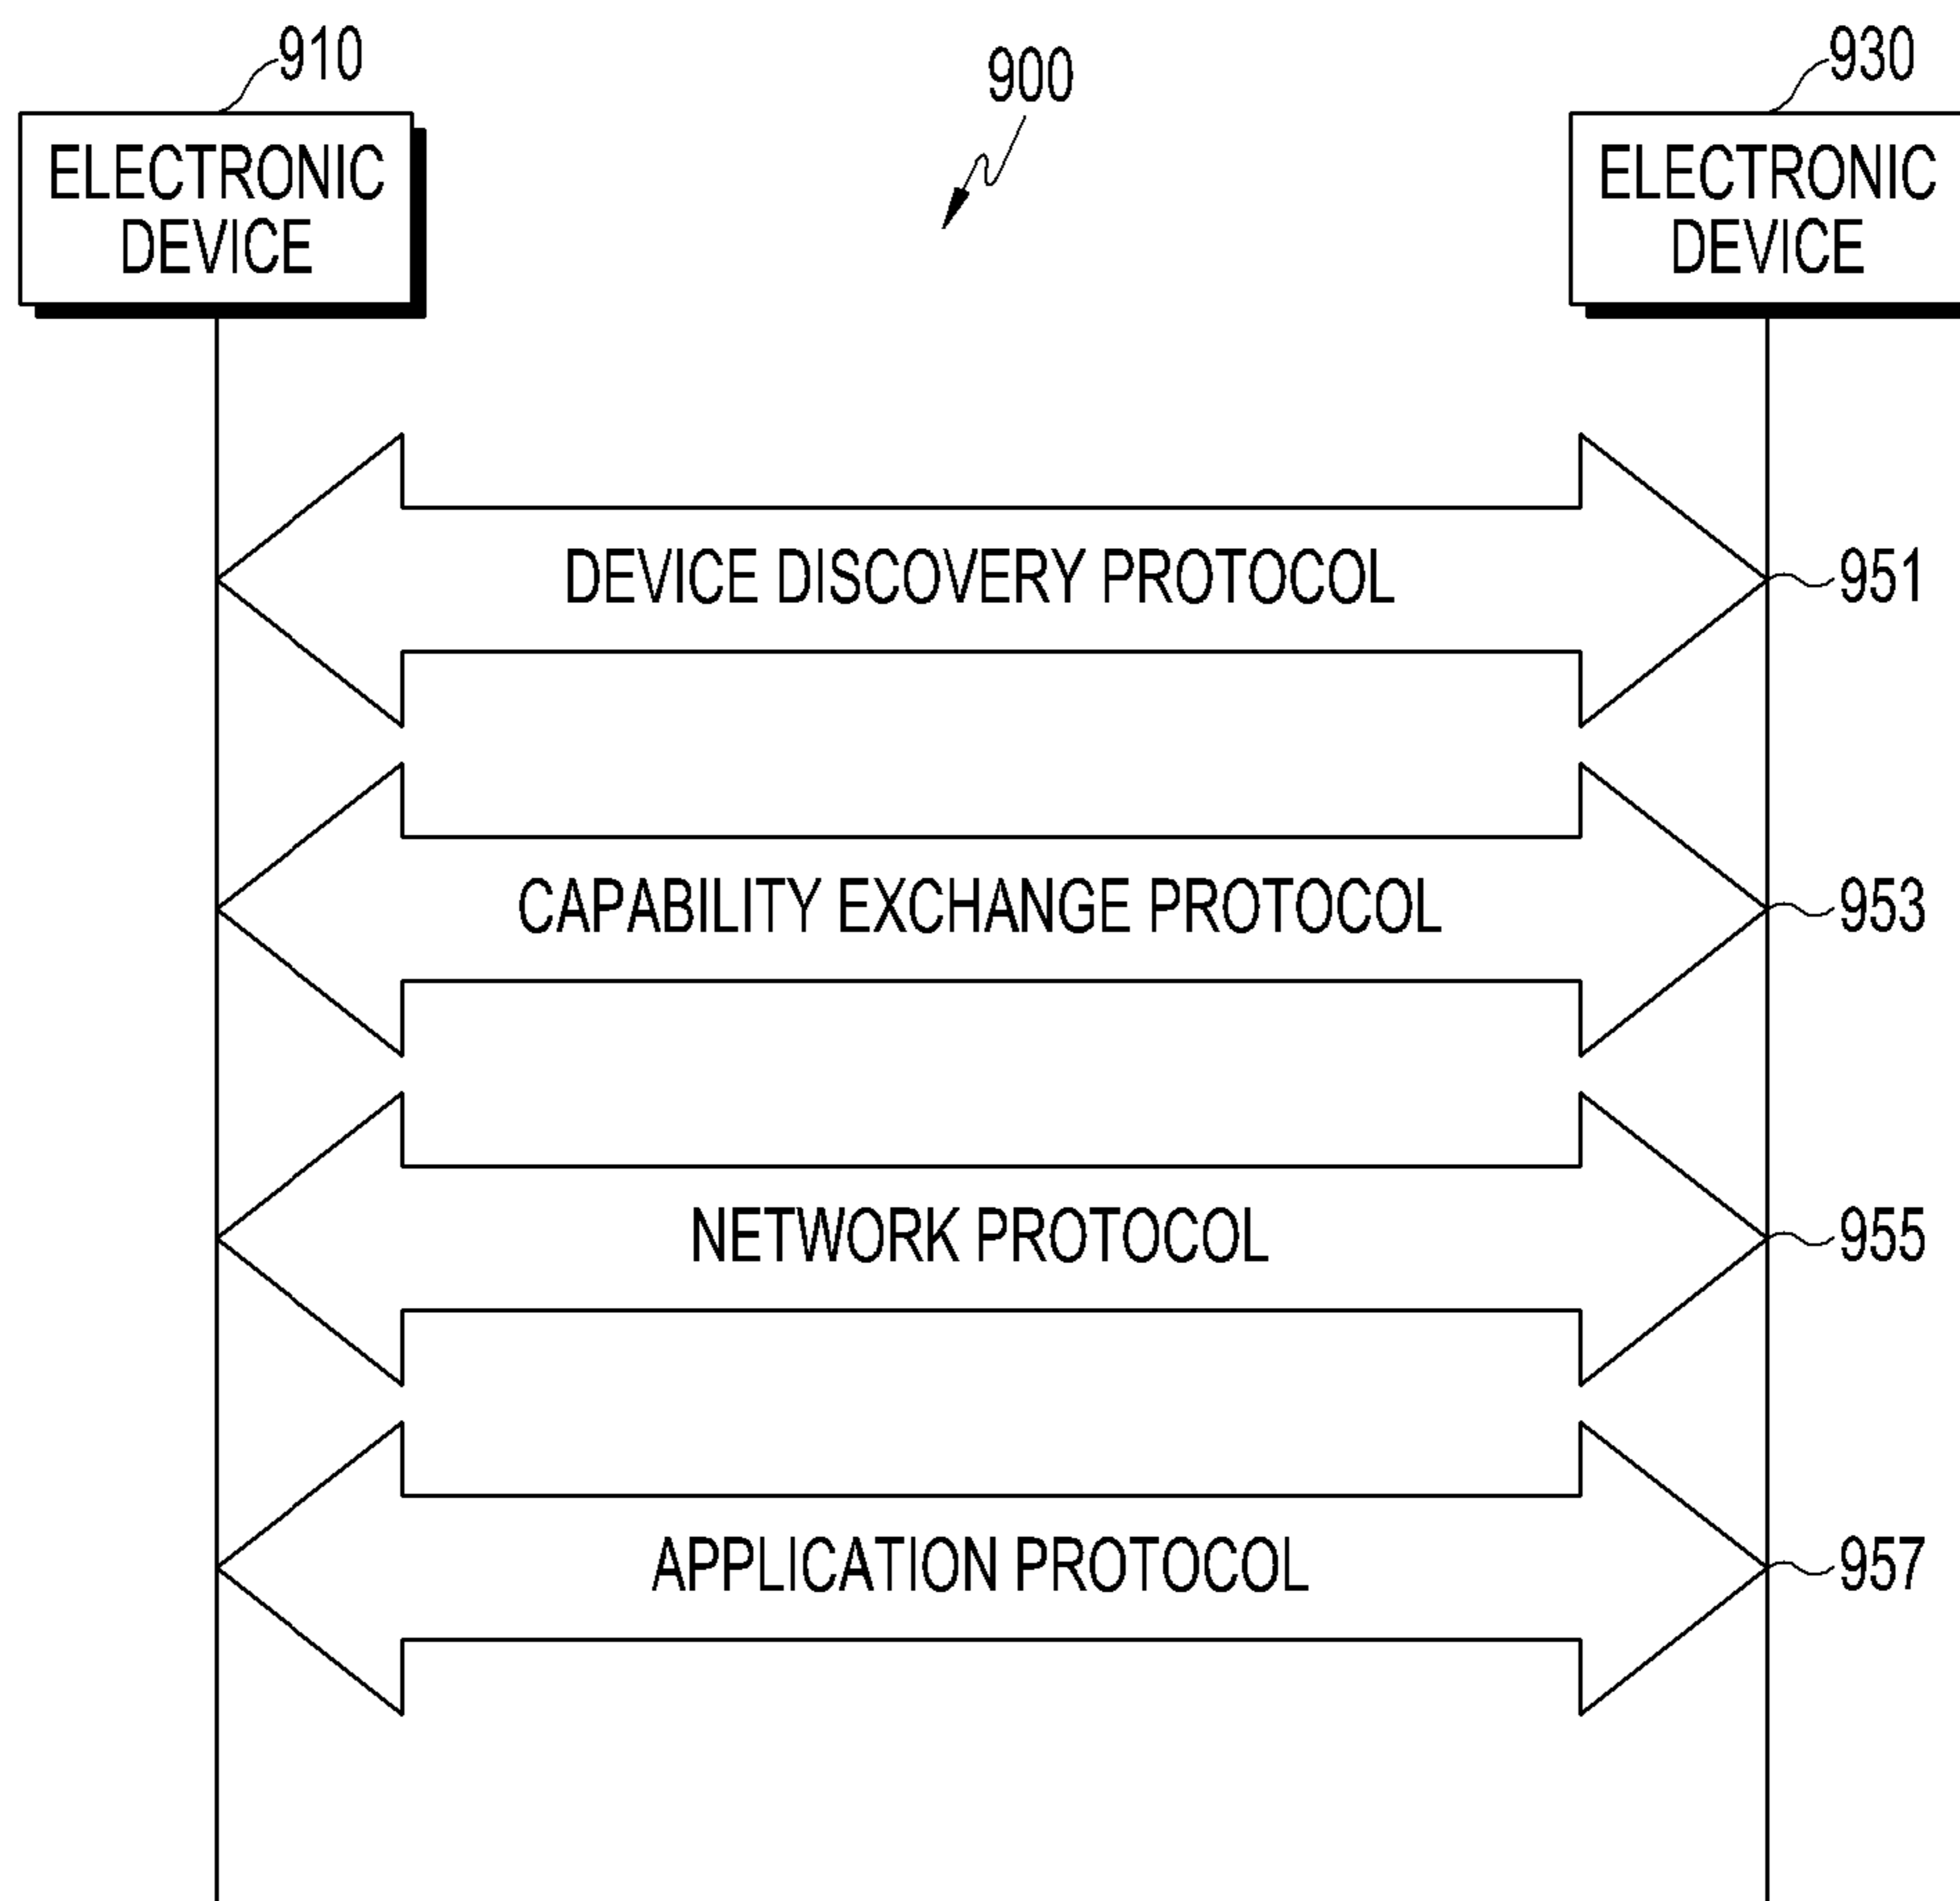 910
900
930
ELECTRONIC
DEVICE
ELECTRONIC
DEVICE
DEVICE DISCOVERY PROTOCOL
951
CAPABILITY EXCHANGE PROTOCOL
953
NETWORK PROTOCOL
955
APPLICATION PROTOCOL
957